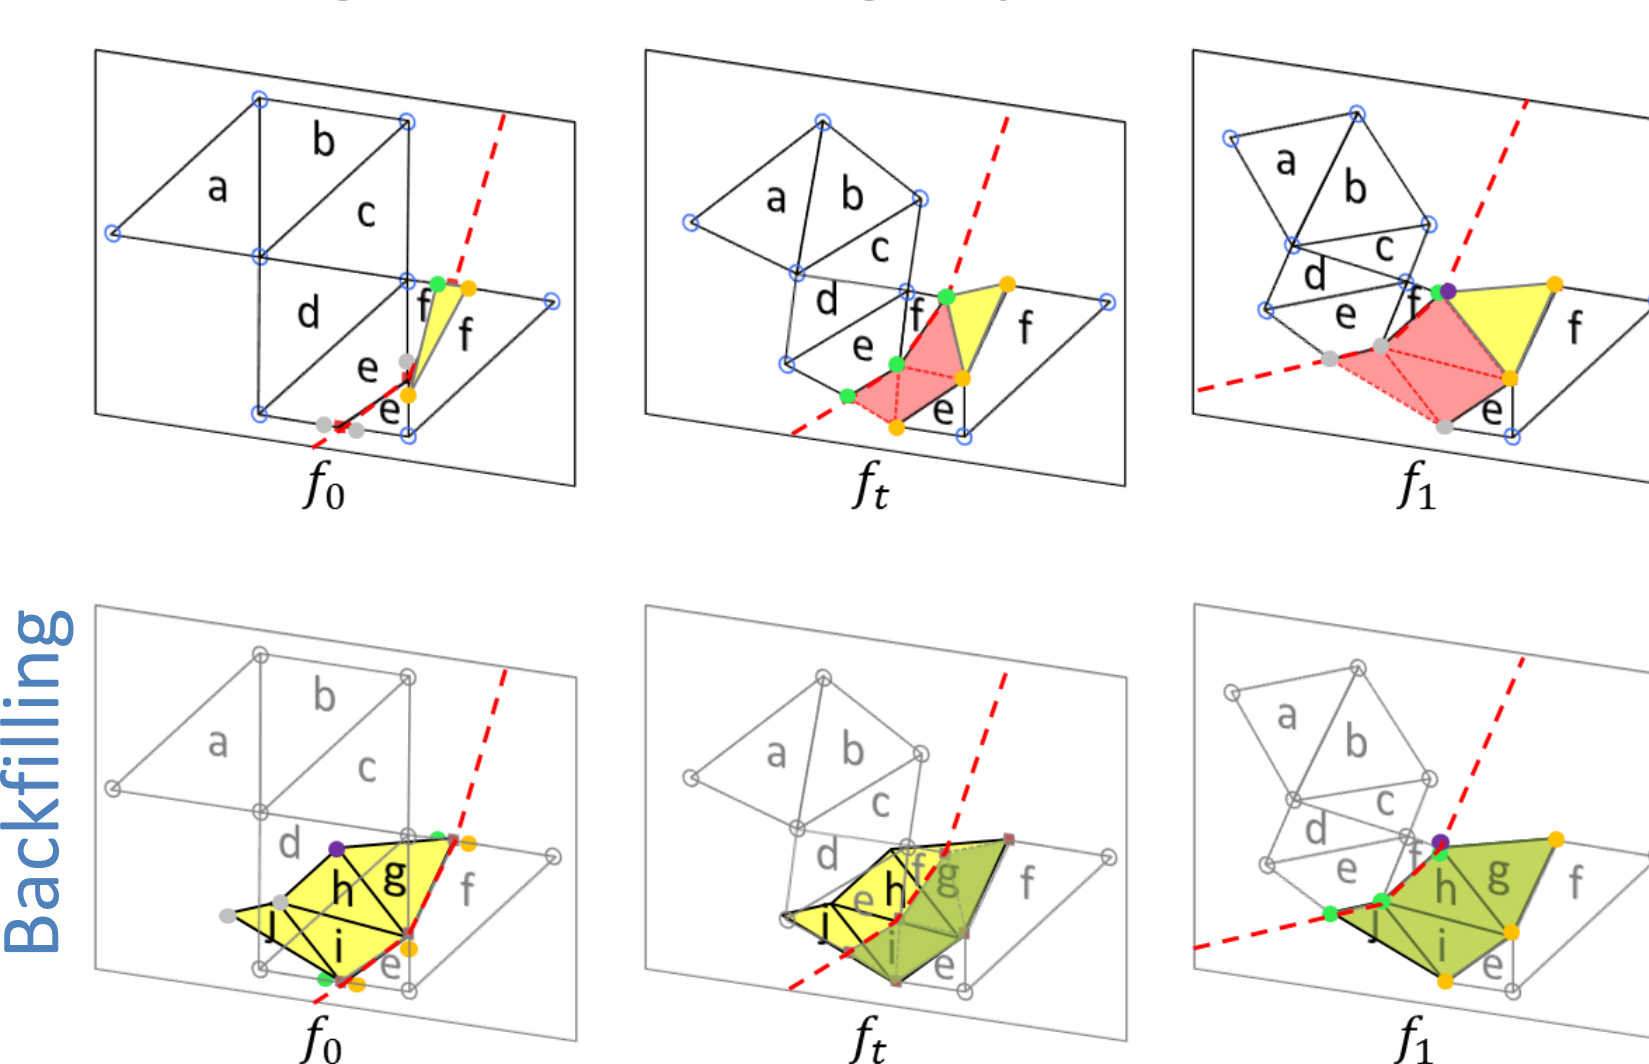 a b c d e f f e
f0
a b c d e f f e
ft
a b c d e f f e
f1
Backfilling
a b c d h g f j i e
f0
a b c d e f h g f j i e
ft
a b c d e f h g f j i e
f1